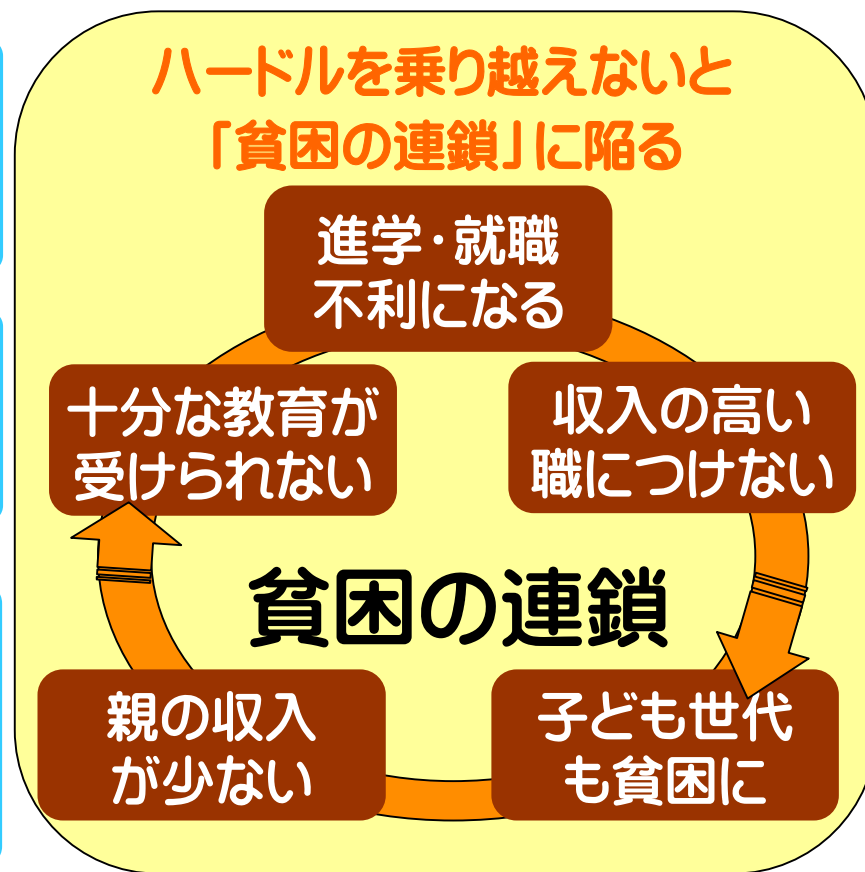 ハードルを乗り越えないと
「貧困の連鎖」に陥る
進学・就職
不利になる
十分な教育が
受けられない
収入の高い
職につけない
貧困の連鎖
親の収入
が少ない
子ども世代
も貧困に